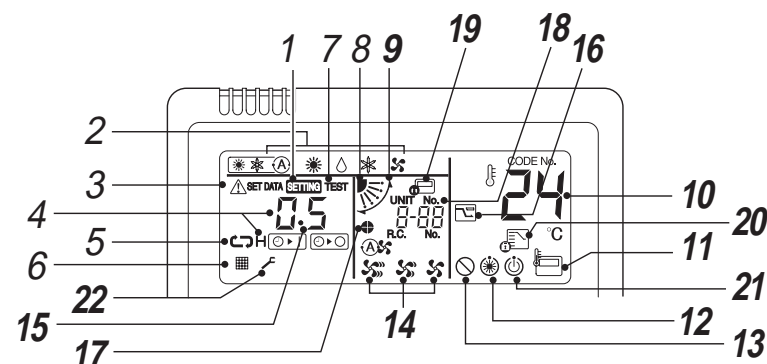 1 7 8 9 19 18 16
2
CODE No.
3 SET DATA SETTING TEST
UNIT No.
24 10
4 0.5 8-88
R.C. No.
20
5 H °C
A
6
11
22
21
15 14 12
17 13